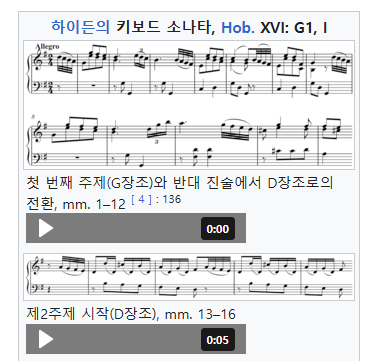 하이든의 키보드 소나타, Hob. XVI: G1, I
Allegro
3
8
3
첫 번째 주제(G장조)와 반대 진술에서 D장조로의
전환, mm. 1–12 [ 4 ] : 136
0:00
제2주제 시작(D장조), mm. 13–16
0:05